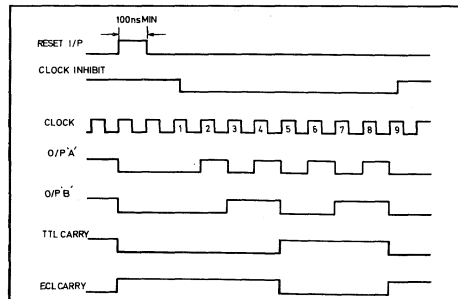 100ns MIN
RESET I/P
CLOCK INHIBIT
CLOCK
1 2 3 4 5 6 7 8 9
O/P'A'
O/P'B'
TTL CARRY
ECL CARRY